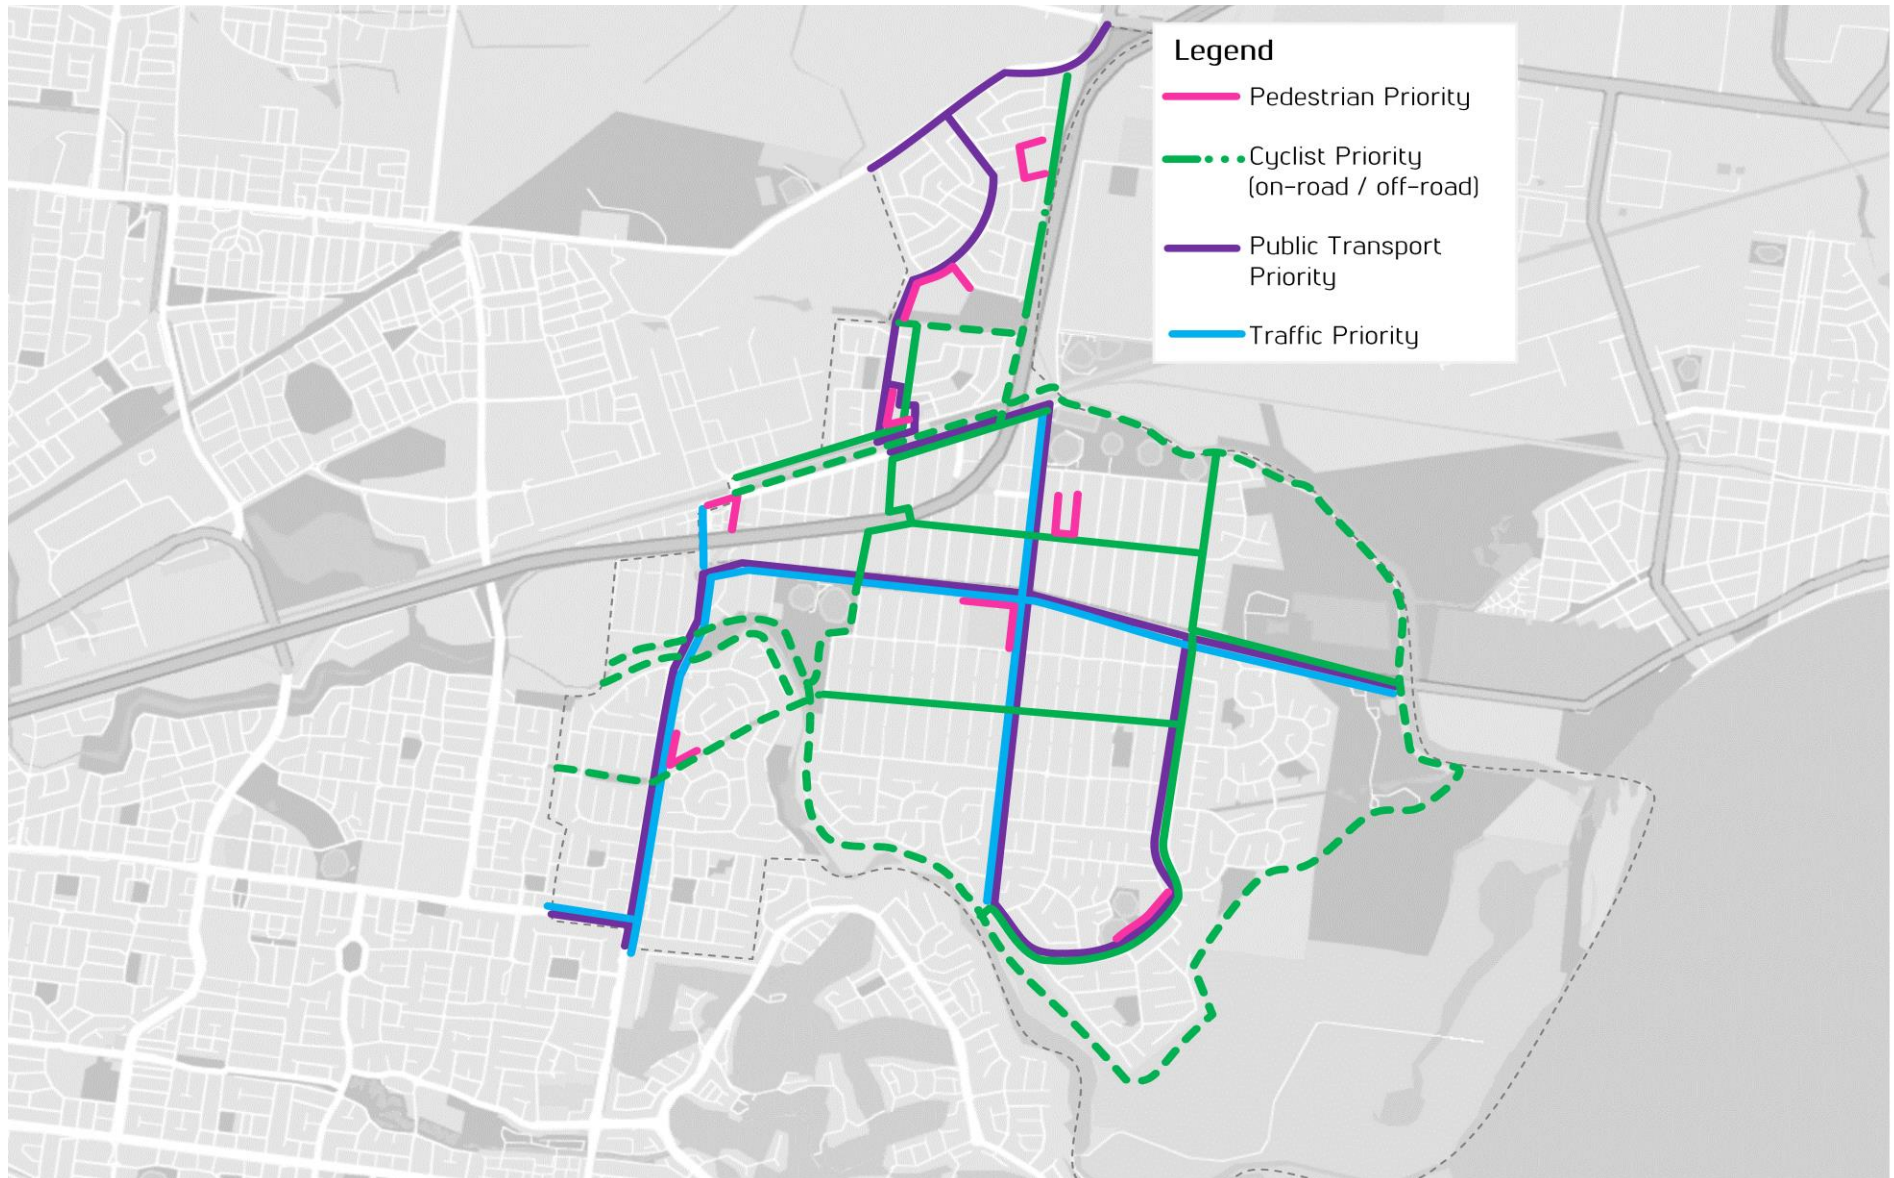 Legend
Pedestrian Priority
Cyclist Priority
(on-road / off-road)
Public Transport
Priority
Traffic Priority